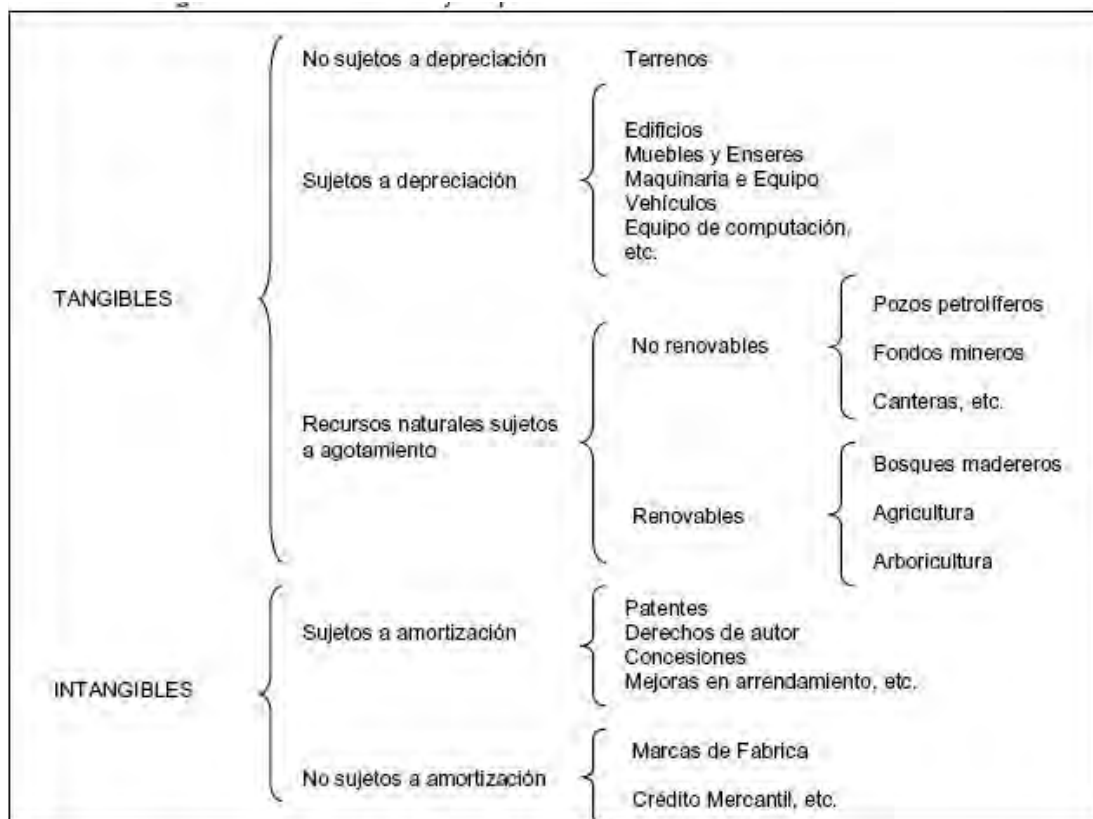 No sujetos a depreciación
Terrenos
Sujetos a depreciación
Edificios
Muebles y Enseres
Maquinaria e Equipo
Vehículos
Equipo de computación,
etc.
TANGIBLES
Recursos naturales sujetos
a agotamiento
No renovables
Pozos petrolíferos
Fondos mineros
Canteras, etc.
Renovables
Bosques madereros
Agricultura
Arboricultura
INTANGIBLES
Sujetos a amortización
Patentes
Derechos de autor
Concesiones
Mejoras en arrendamiento, etc.
No sujetos a amortización
Marcas de Fabrica
Crédito Mercantil, etc.